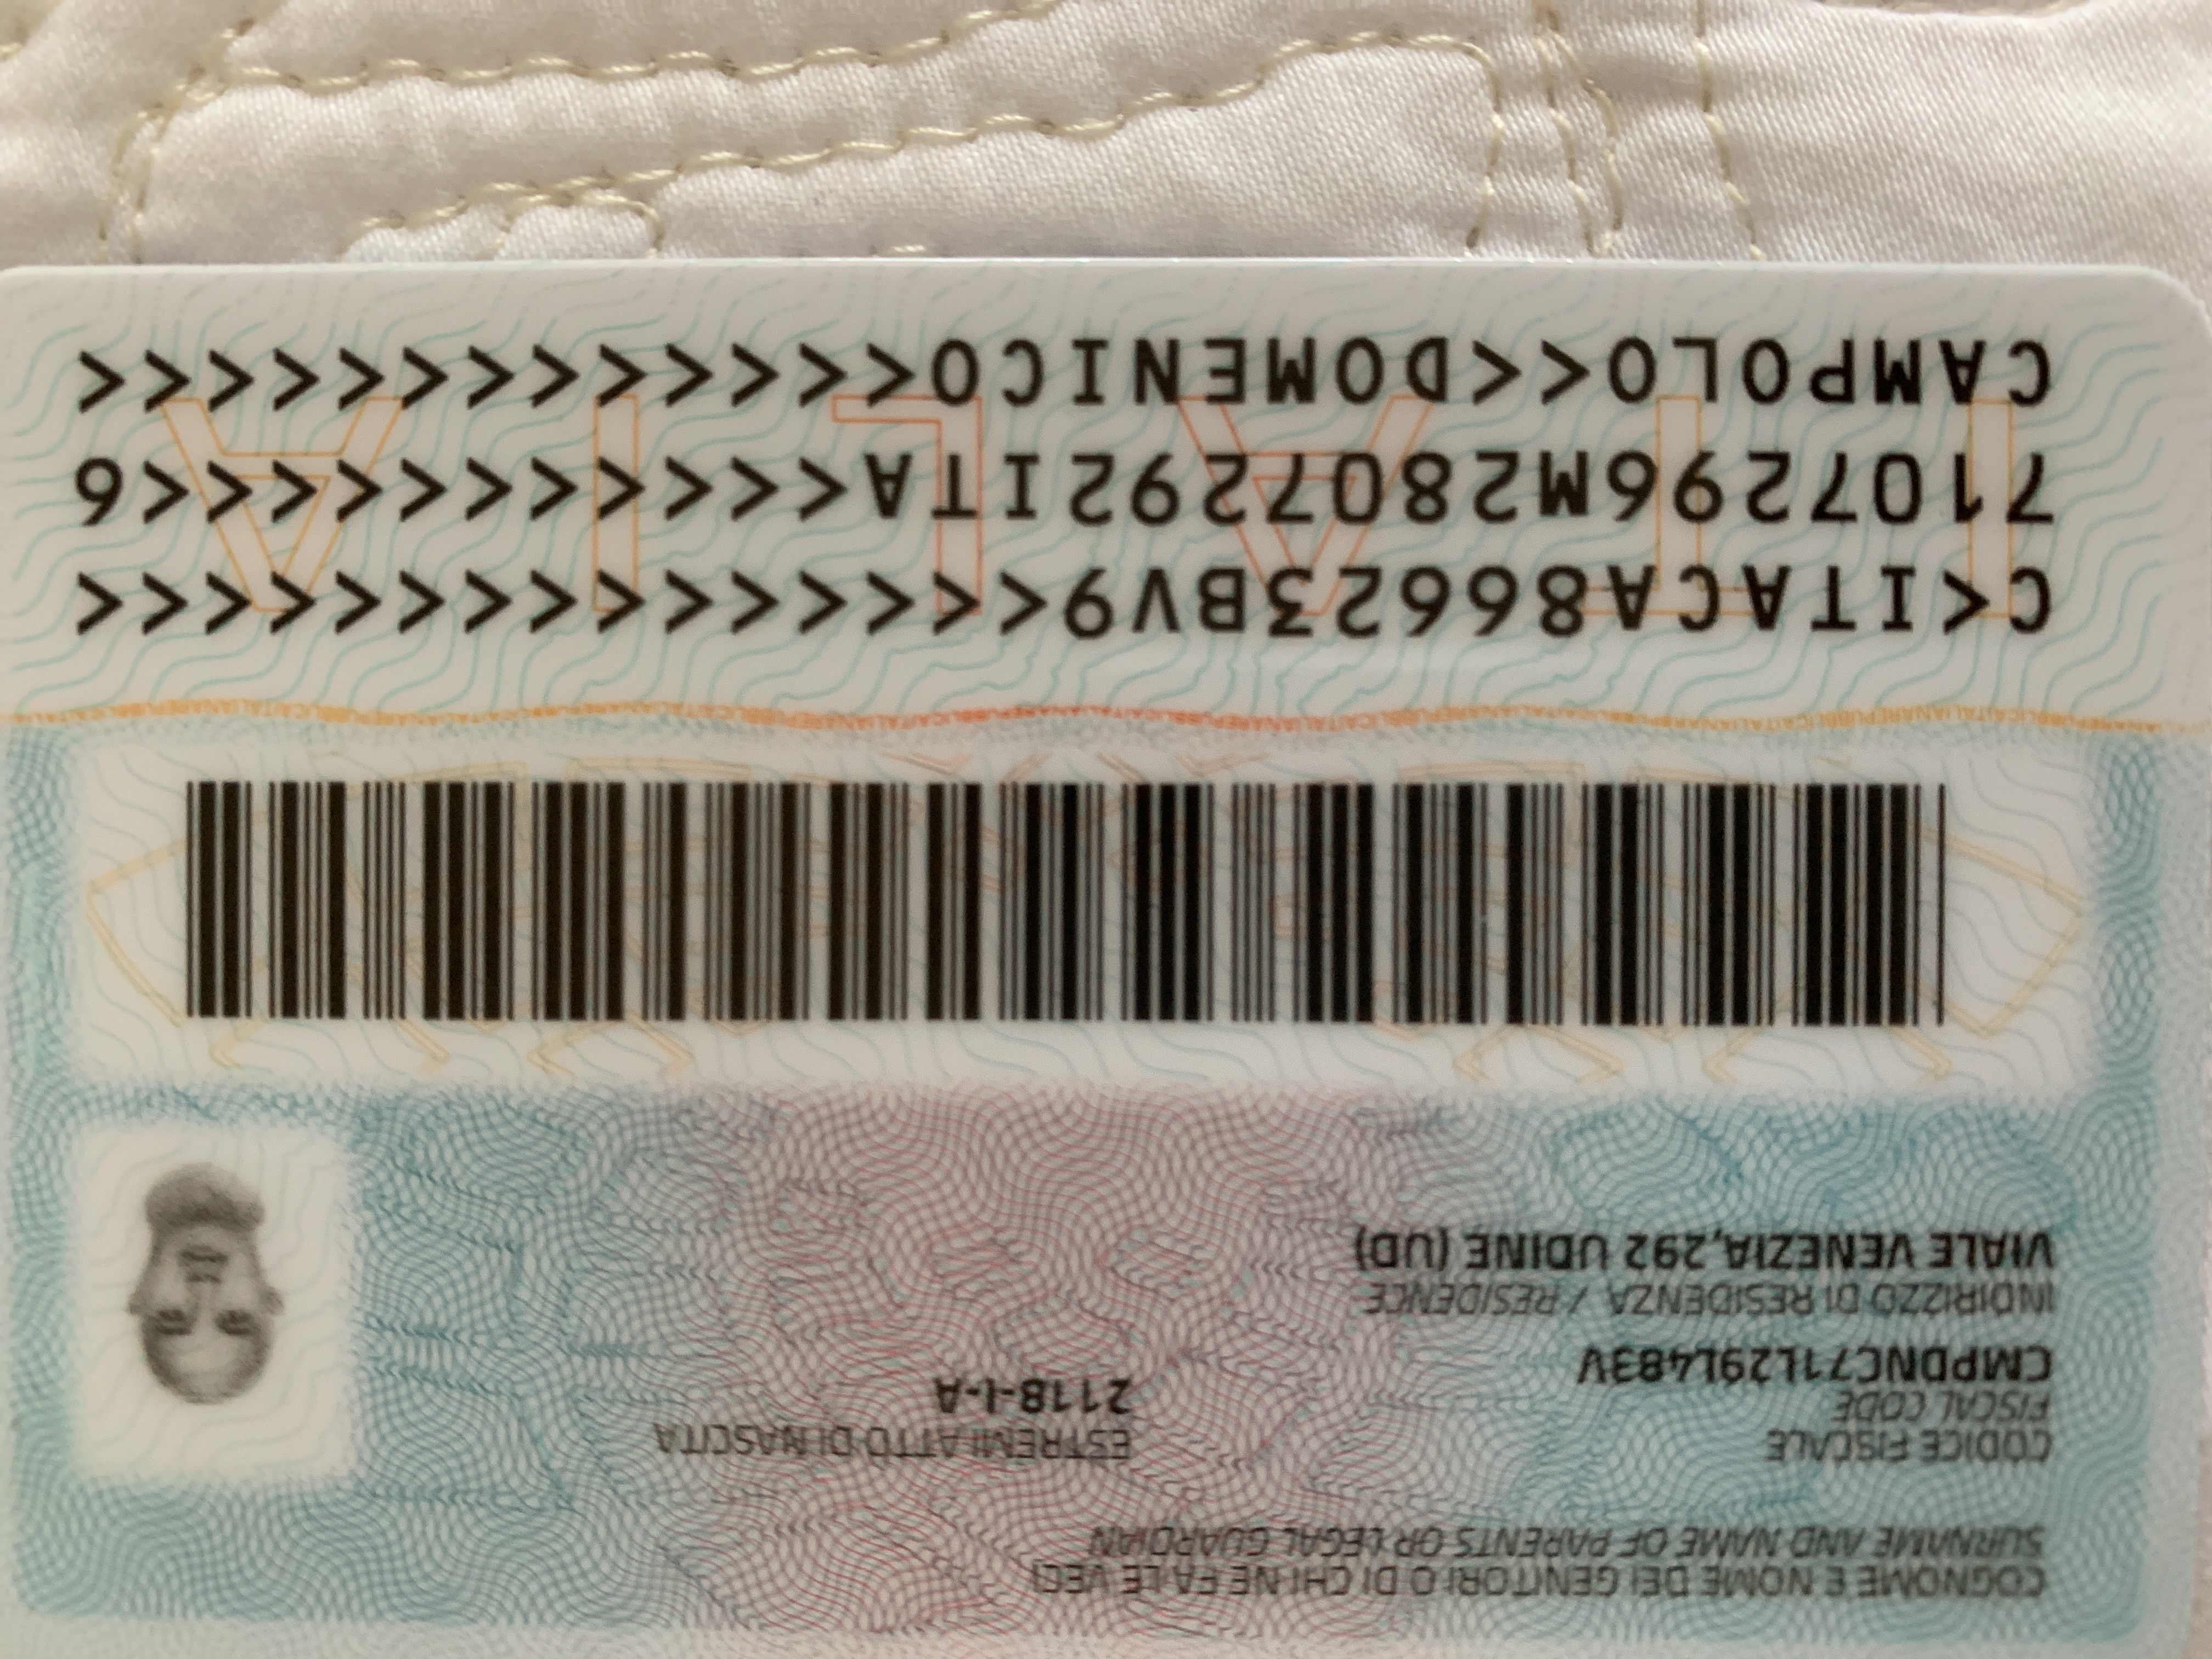 COGNOME E NOME DEI GENITORI O DI CHI NE FA LE VECI
SURNAME AND NAME OF PARENTS OR LEGAL GUARDIAN
CODICE FISCALE
FISCAL CODE
CMPDNC71L29L483V
ESTREMI ATTO DI NASCITA
2118-I-A
INDIRIZZO DI RESIDENZA / RESIDENCE
VIALE VENEZIA,292 UDINE (UD)
C<ITACA86623BV9<<<<<<<<<<<<<<<
7107296M2807292ITA<<<<<<<<<<<6
CAMPOLO<<DOMENICO<<<<<<<<<<<<<
ITALIA